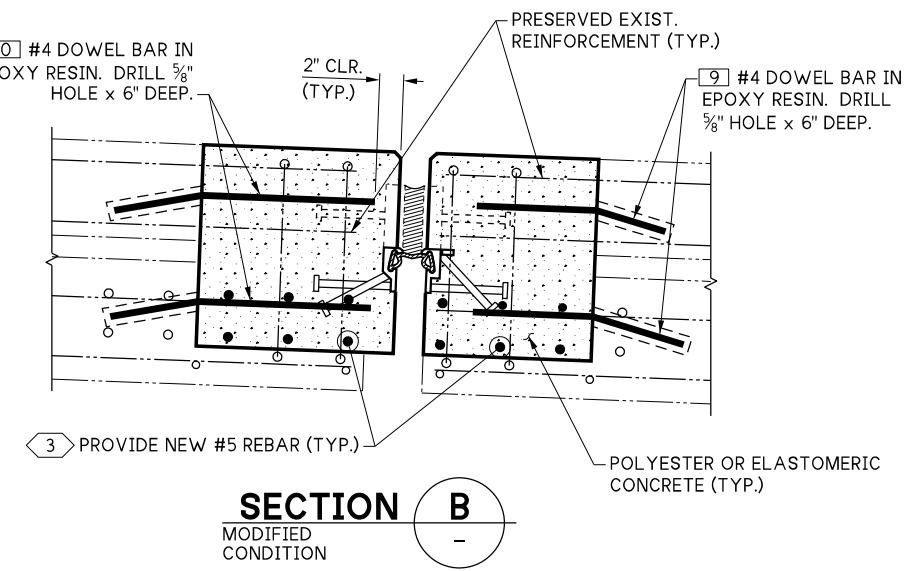 PRESERVED EXIST.
REINFORCEMENT (TYP.)
0 #4 DOWEL BAR IN
OXY RESIN. DRILL ⅝"
HOLE x 6" DEEP.
2" CLR.
(TYP.)
9 #4 DOWEL BAR IN
EPOXY RESIN. DRILL
⅝" HOLE x 6" DEEP.
3 PROVIDE NEW #5 REBAR (TYP.)
POLYESTER OR ELASTOMERIC
CONCRETE (TYP.)
SECTION B
MODIFIED
CONDITION
–